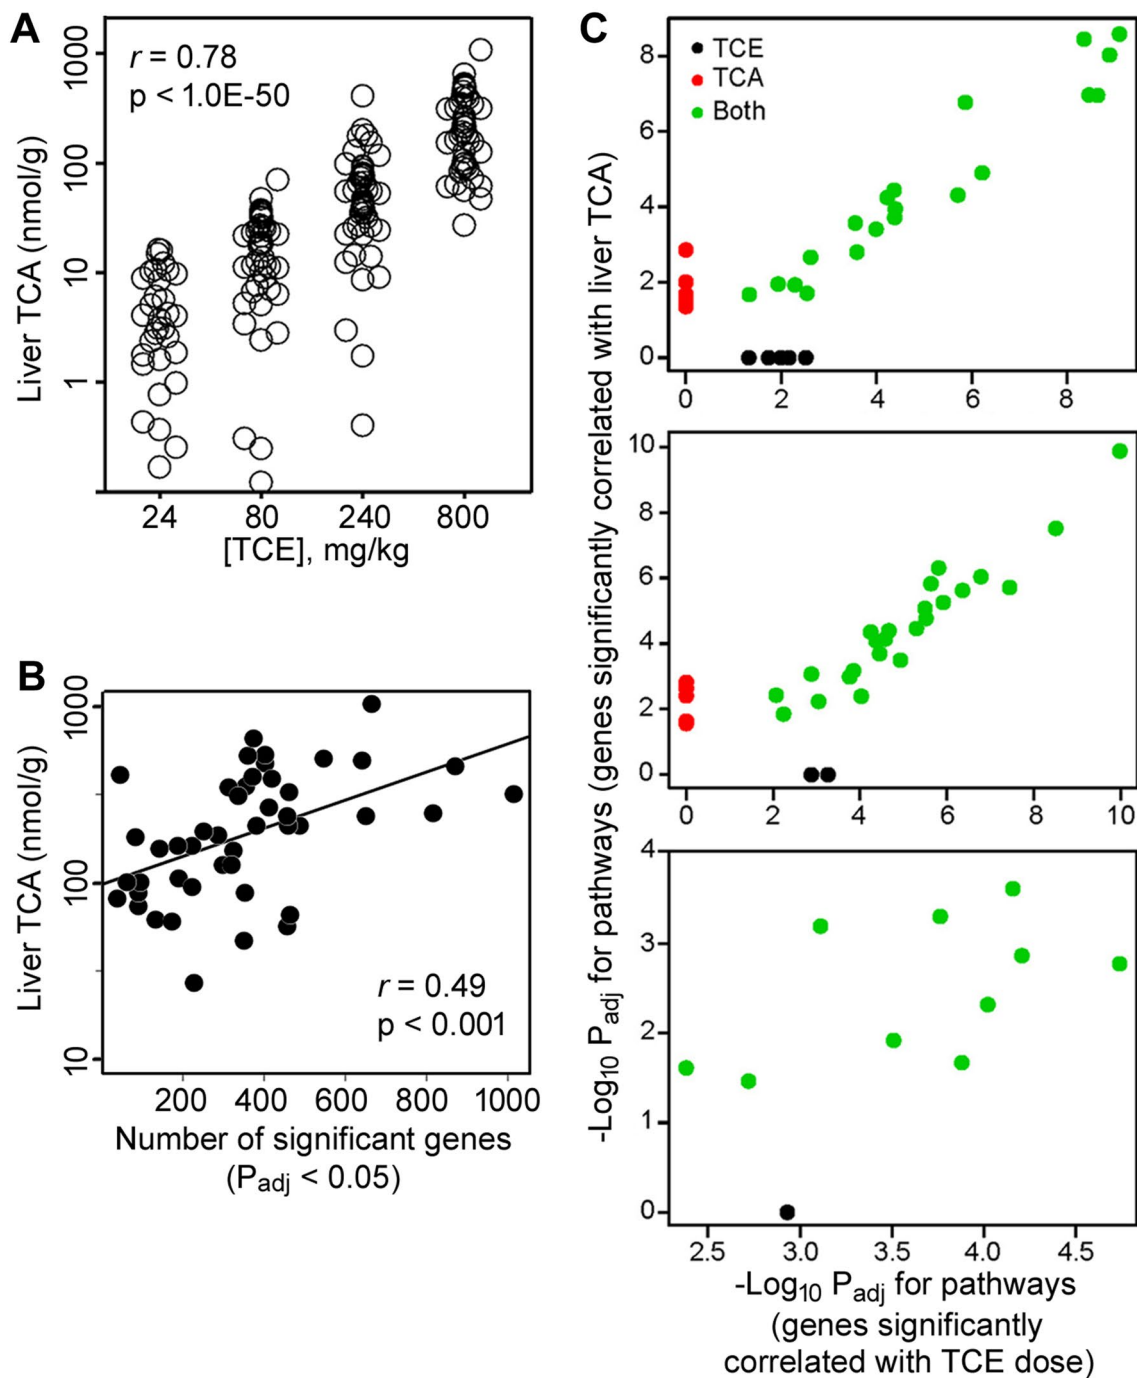 A
r = 0.78
p < 1.0E-50
Liver TCA (nmol/g)
1000
100
10
1
24 80 240 800
[TCE], mg/kg
B
Liver TCA (nmol/g)
1000
100
10
r = 0.49
p < 0.001
200 400 600 800 1000
Number of significant genes
(Padj < 0.05)
C
TCE
TCA
Both
8
6
4
2
0
0 2 4 6 8
10
8
6
4
2
0
0 2 4 6 8 10
4
3
2
1
0
2.5 3.0 3.5 4.0 4.5
-Log10 Padj for pathways (genes significantly correlated with liver TCA)
-Log10 Padj for pathways
(genes significantly
correlated with TCE dose)